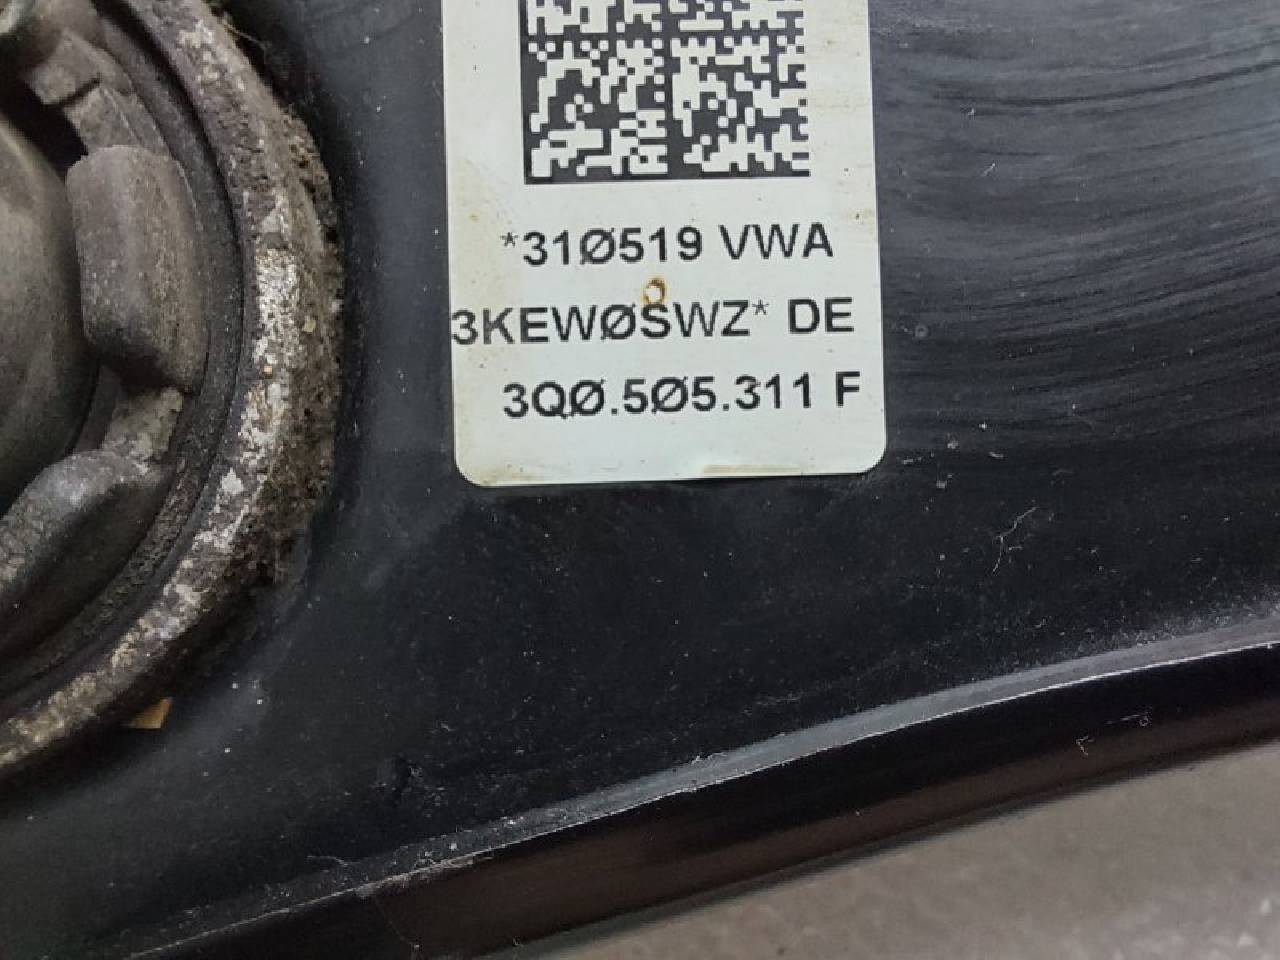 *31Ø519 VWA
3KEWØSWZ* DE
3QØ.5Ø5.311 F